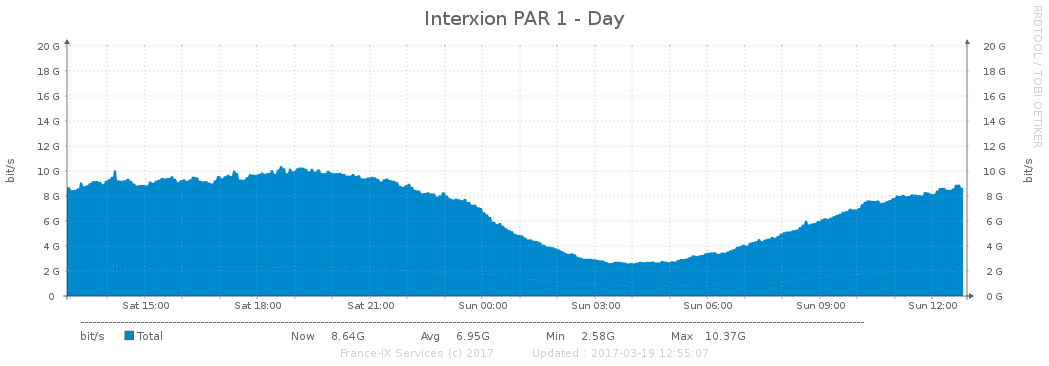 Interxion PAR 1 - Day
RRDTOOL / TOBI OETIKER
bit/s
20 G 20 G
18 G 18 G
16 G 16 G
14 G 14 G
12 G 12 G
10 G 10 G
8 G 8 G
6 G 6 G
4 G 4 G
2 G 2 G
0 0 G
bit/s
Sat 15:00 Sat 18:00 Sat 21:00 Sun 00:00 Sun 03:00 Sun 06:00 Sun 09:00 Sun 12:00
bit/s Total Now 8.64G Avg 6.95G Min 2.58G Max 10.37G
France-IX Services (c) 2017 Updated : 2017-03-19 12:55:07